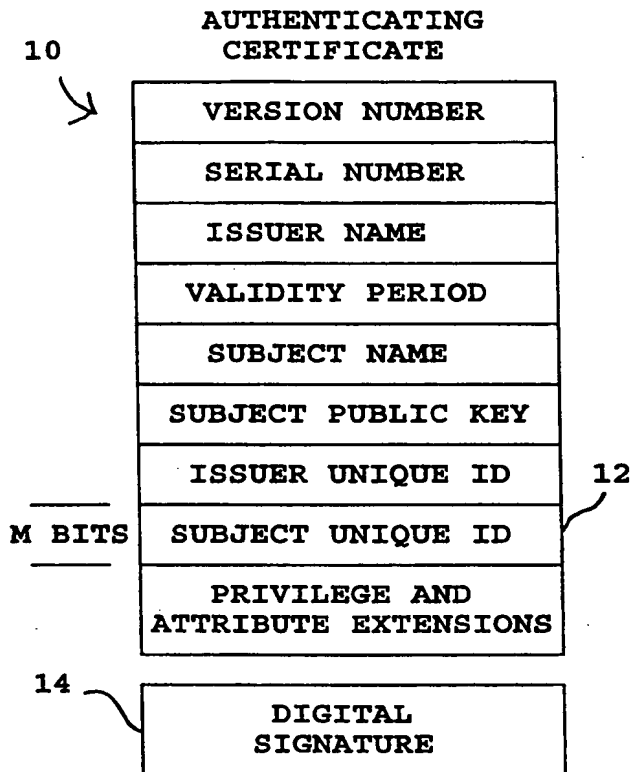 AUTHENTICATING
CERTIFICATE
10
VERSION NUMBER
SERIAL NUMBER
ISSUER NAME
VALIDITY PERIOD
SUBJECT NAME
SUBJECT PUBLIC KEY
ISSUER UNIQUE ID
12
M BITS
SUBJECT UNIQUE ID
PRIVILEGE AND
ATTRIBUTE EXTENSIONS
14
DIGITAL
SIGNATURE